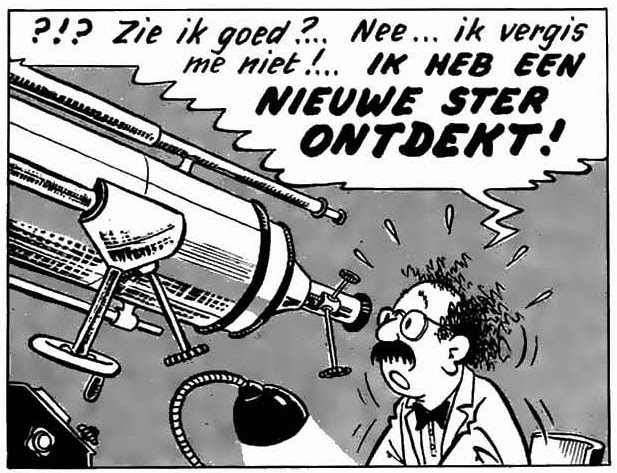 ?!? Zie ik goed?... Nee... ik vergis
me niet!... IK HEB EEN
NIEUWE STER
ONTDEKT!